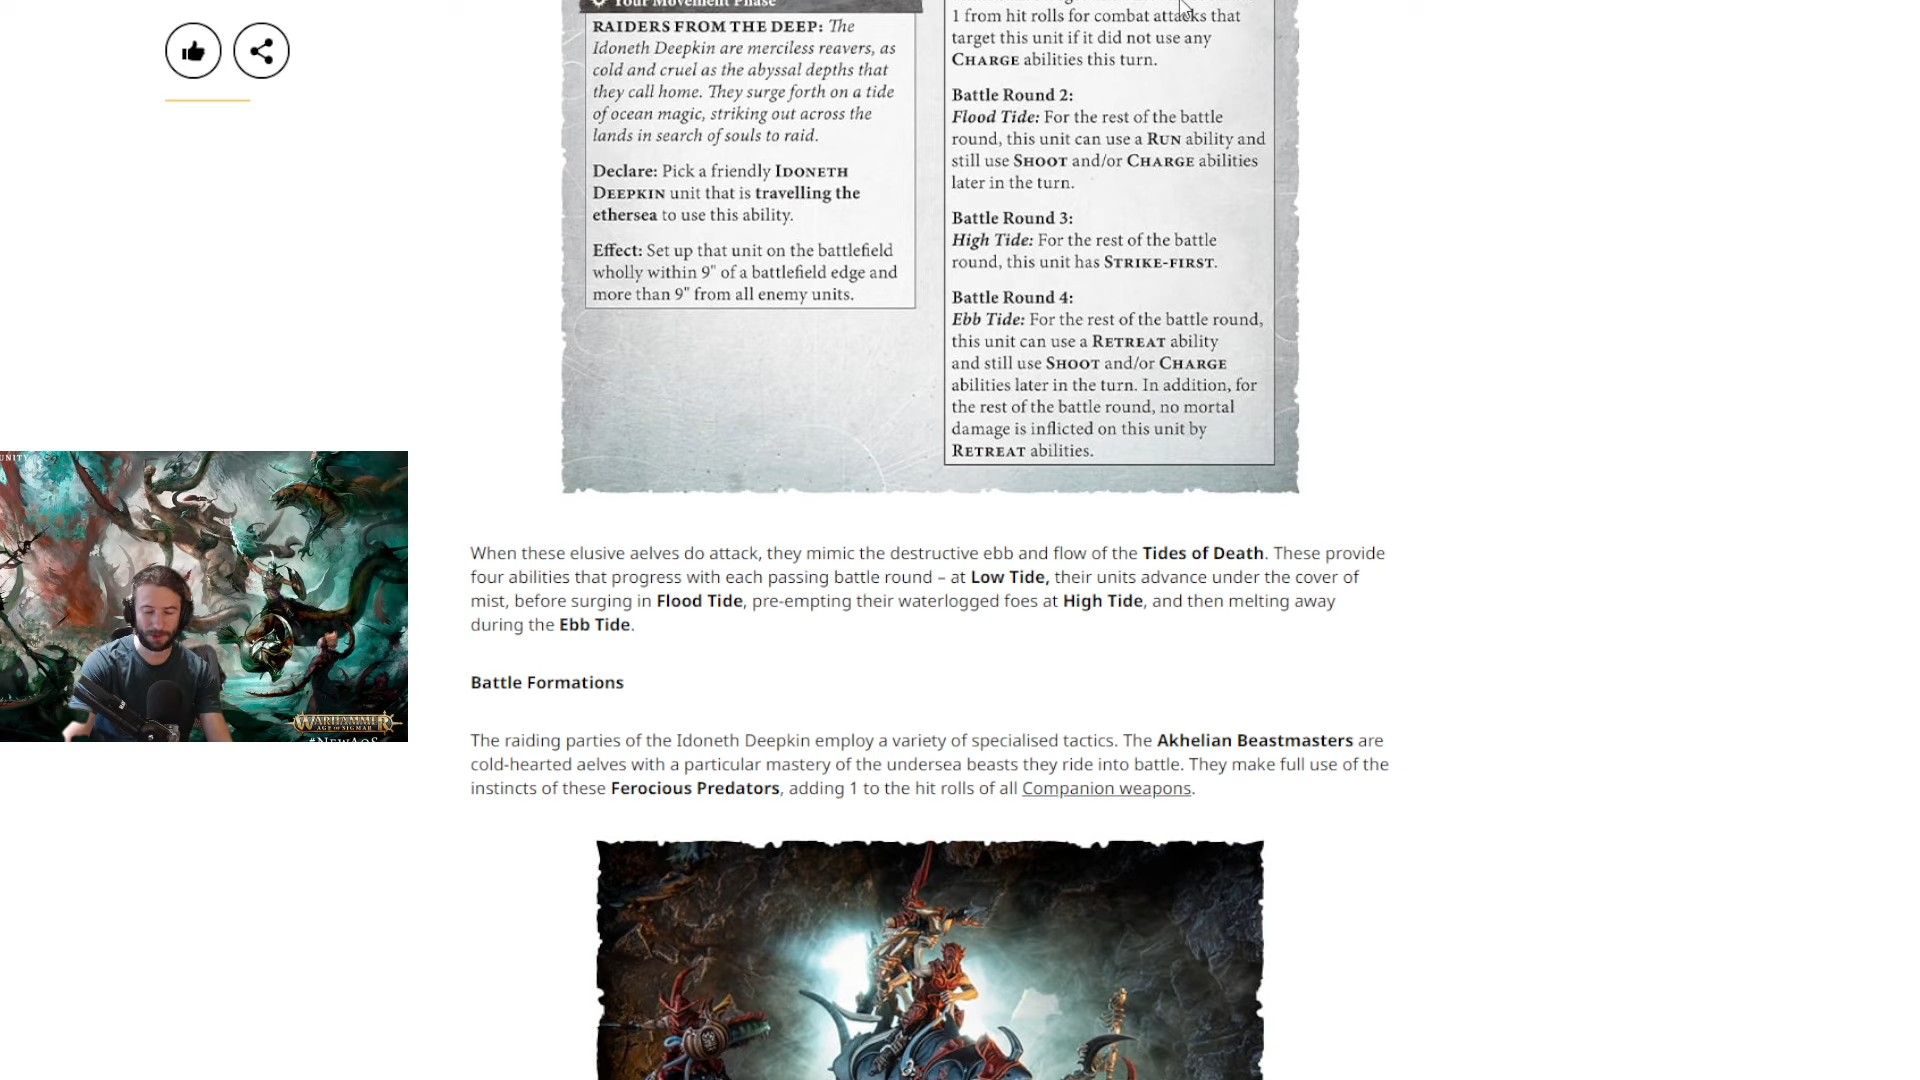 Your Movement Phase
RAIDERS FROM THE DEEP: The
Idoneth Deepkin are merciless reavers, as
cold and cruel as the abyssal depths that
they call home. They surge forth on a tide
of ocean magic, striking out across the
lands in search of souls to raid.
Declare: Pick a friendly IDONETH
DEEPKIN unit that is travelling the
ethersea to use this ability.
Effect: Set up that unit on the battlefield
wholly within 9" of a battlefield edge and
more than 9" from all enemy units.
1 from hit rolls for combat attacks that
target this unit if it did not use any
CHARGE abilities this turn.
Battle Round 2:
Flood Tide: For the rest of the battle
round, this unit can use a RUN ability and
still use SHOOT and/or CHARGE abilities
later in the turn.
Battle Round 3:
High Tide: For the rest of the battle
round, this unit has STRIKE-FIRST.
Battle Round 4:
Ebb Tide: For the rest of the battle round,
this unit can use a RETREAT ability
and still use SHOOT and/or CHARGE
abilities later in the turn. In addition, for
the rest of the battle round, no mortal
damage is inflicted on this unit by
RETREAT abilities.
UNITY
WARHAMMER
AGE OF SIGMAR
#NEWAOS
When these elusive aelves do attack, they mimic the destructive ebb and flow of the Tides of Death. These provide
four abilities that progress with each passing battle round – at Low Tide, their units advance under the cover of
mist, before surging in Flood Tide, pre-empting their waterlogged foes at High Tide, and then melting away
during the Ebb Tide.
Battle Formations
The raiding parties of the Idoneth Deepkin employ a variety of specialised tactics. The Akhelian Beastmasters are
cold-hearted aelves with a particular mastery of the undersea beasts they ride into battle. They make full use of the
instincts of these Ferocious Predators, adding 1 to the hit rolls of all Companion weapons.